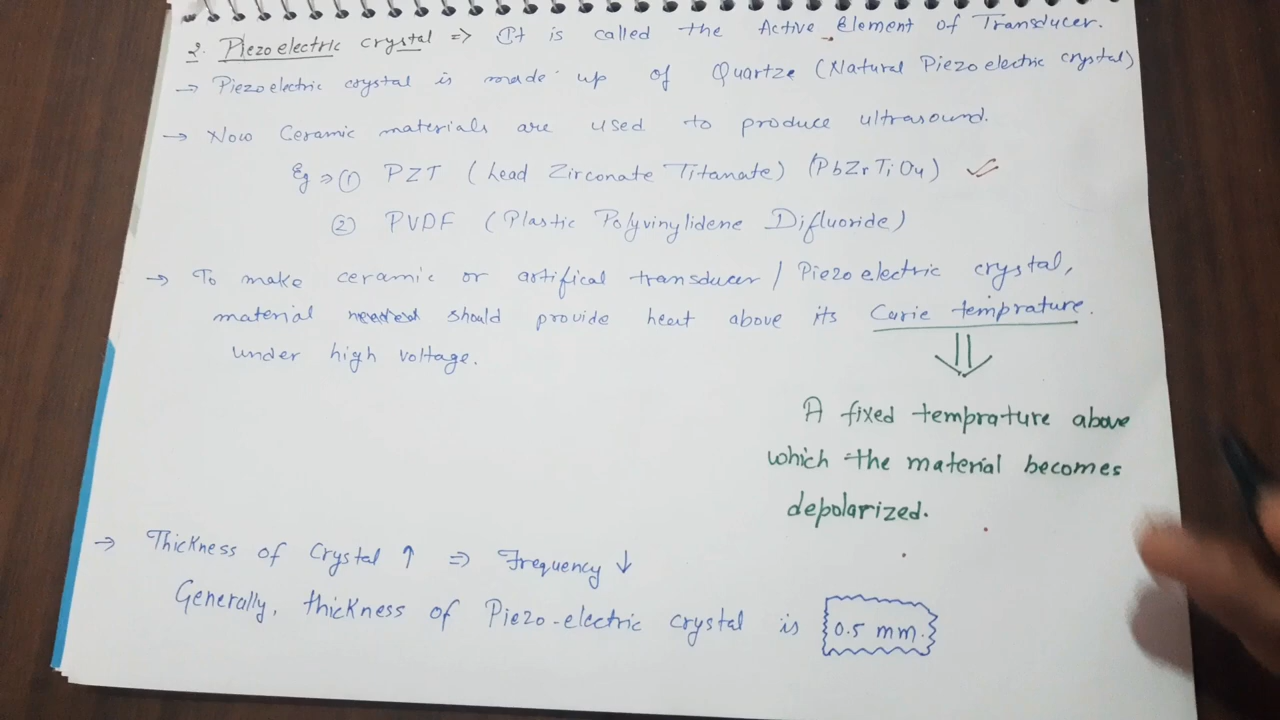 2. Piezoelectric crystal => It is called the Active Element of Transducer.
→ Piezoelectric crystal is made up of Quartze (Natural Piezoelectric crystal)
→ Now Ceramic materials are used to produce ultrasound.
Eg => ① PZT (Lead Zirconate Titanate) (PbZrTiO4)
② PVDF (Plastic Polyvinylidene Difluoride)
→ To make ceramic or artifical transducer / Piezoelectric crystal,
material needed should provide heat above its Curie temprature.
under high voltage.
A fixed temprature above
which the material becomes
depolarized.
→ Thickness of Crystal ↑ => Frequency ↓
Generally, thickness of Piezo-electric crystal is 0.5 mm.